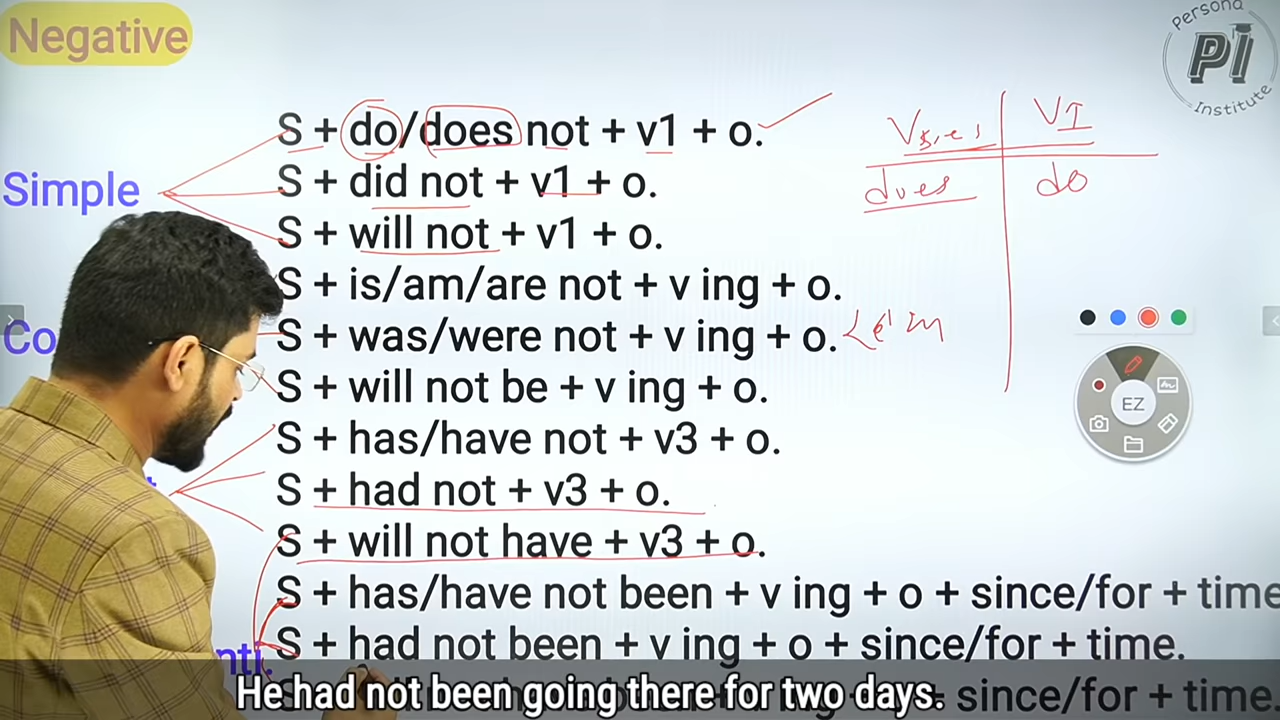 Negative
Persona
PI
Institute
S + do/does not + v1 + o.
S + did not + v1 + o.
S + will not + v1 + o.
S + is/am/are not + v ing + o.
S + was/were not + v ing + o.
S + will not be + v ing + o.
S + has/have not + v3 + o.
S + had not + v3 + o.
S + will not have + v3 + o.
S + has/have not been + v ing + o + since/for + time
S + had not been + v ing + o + since/for + time.
since/for + time.
Simple
Co
nti.
V1
does
do
EZ
He had not been going there for two days.